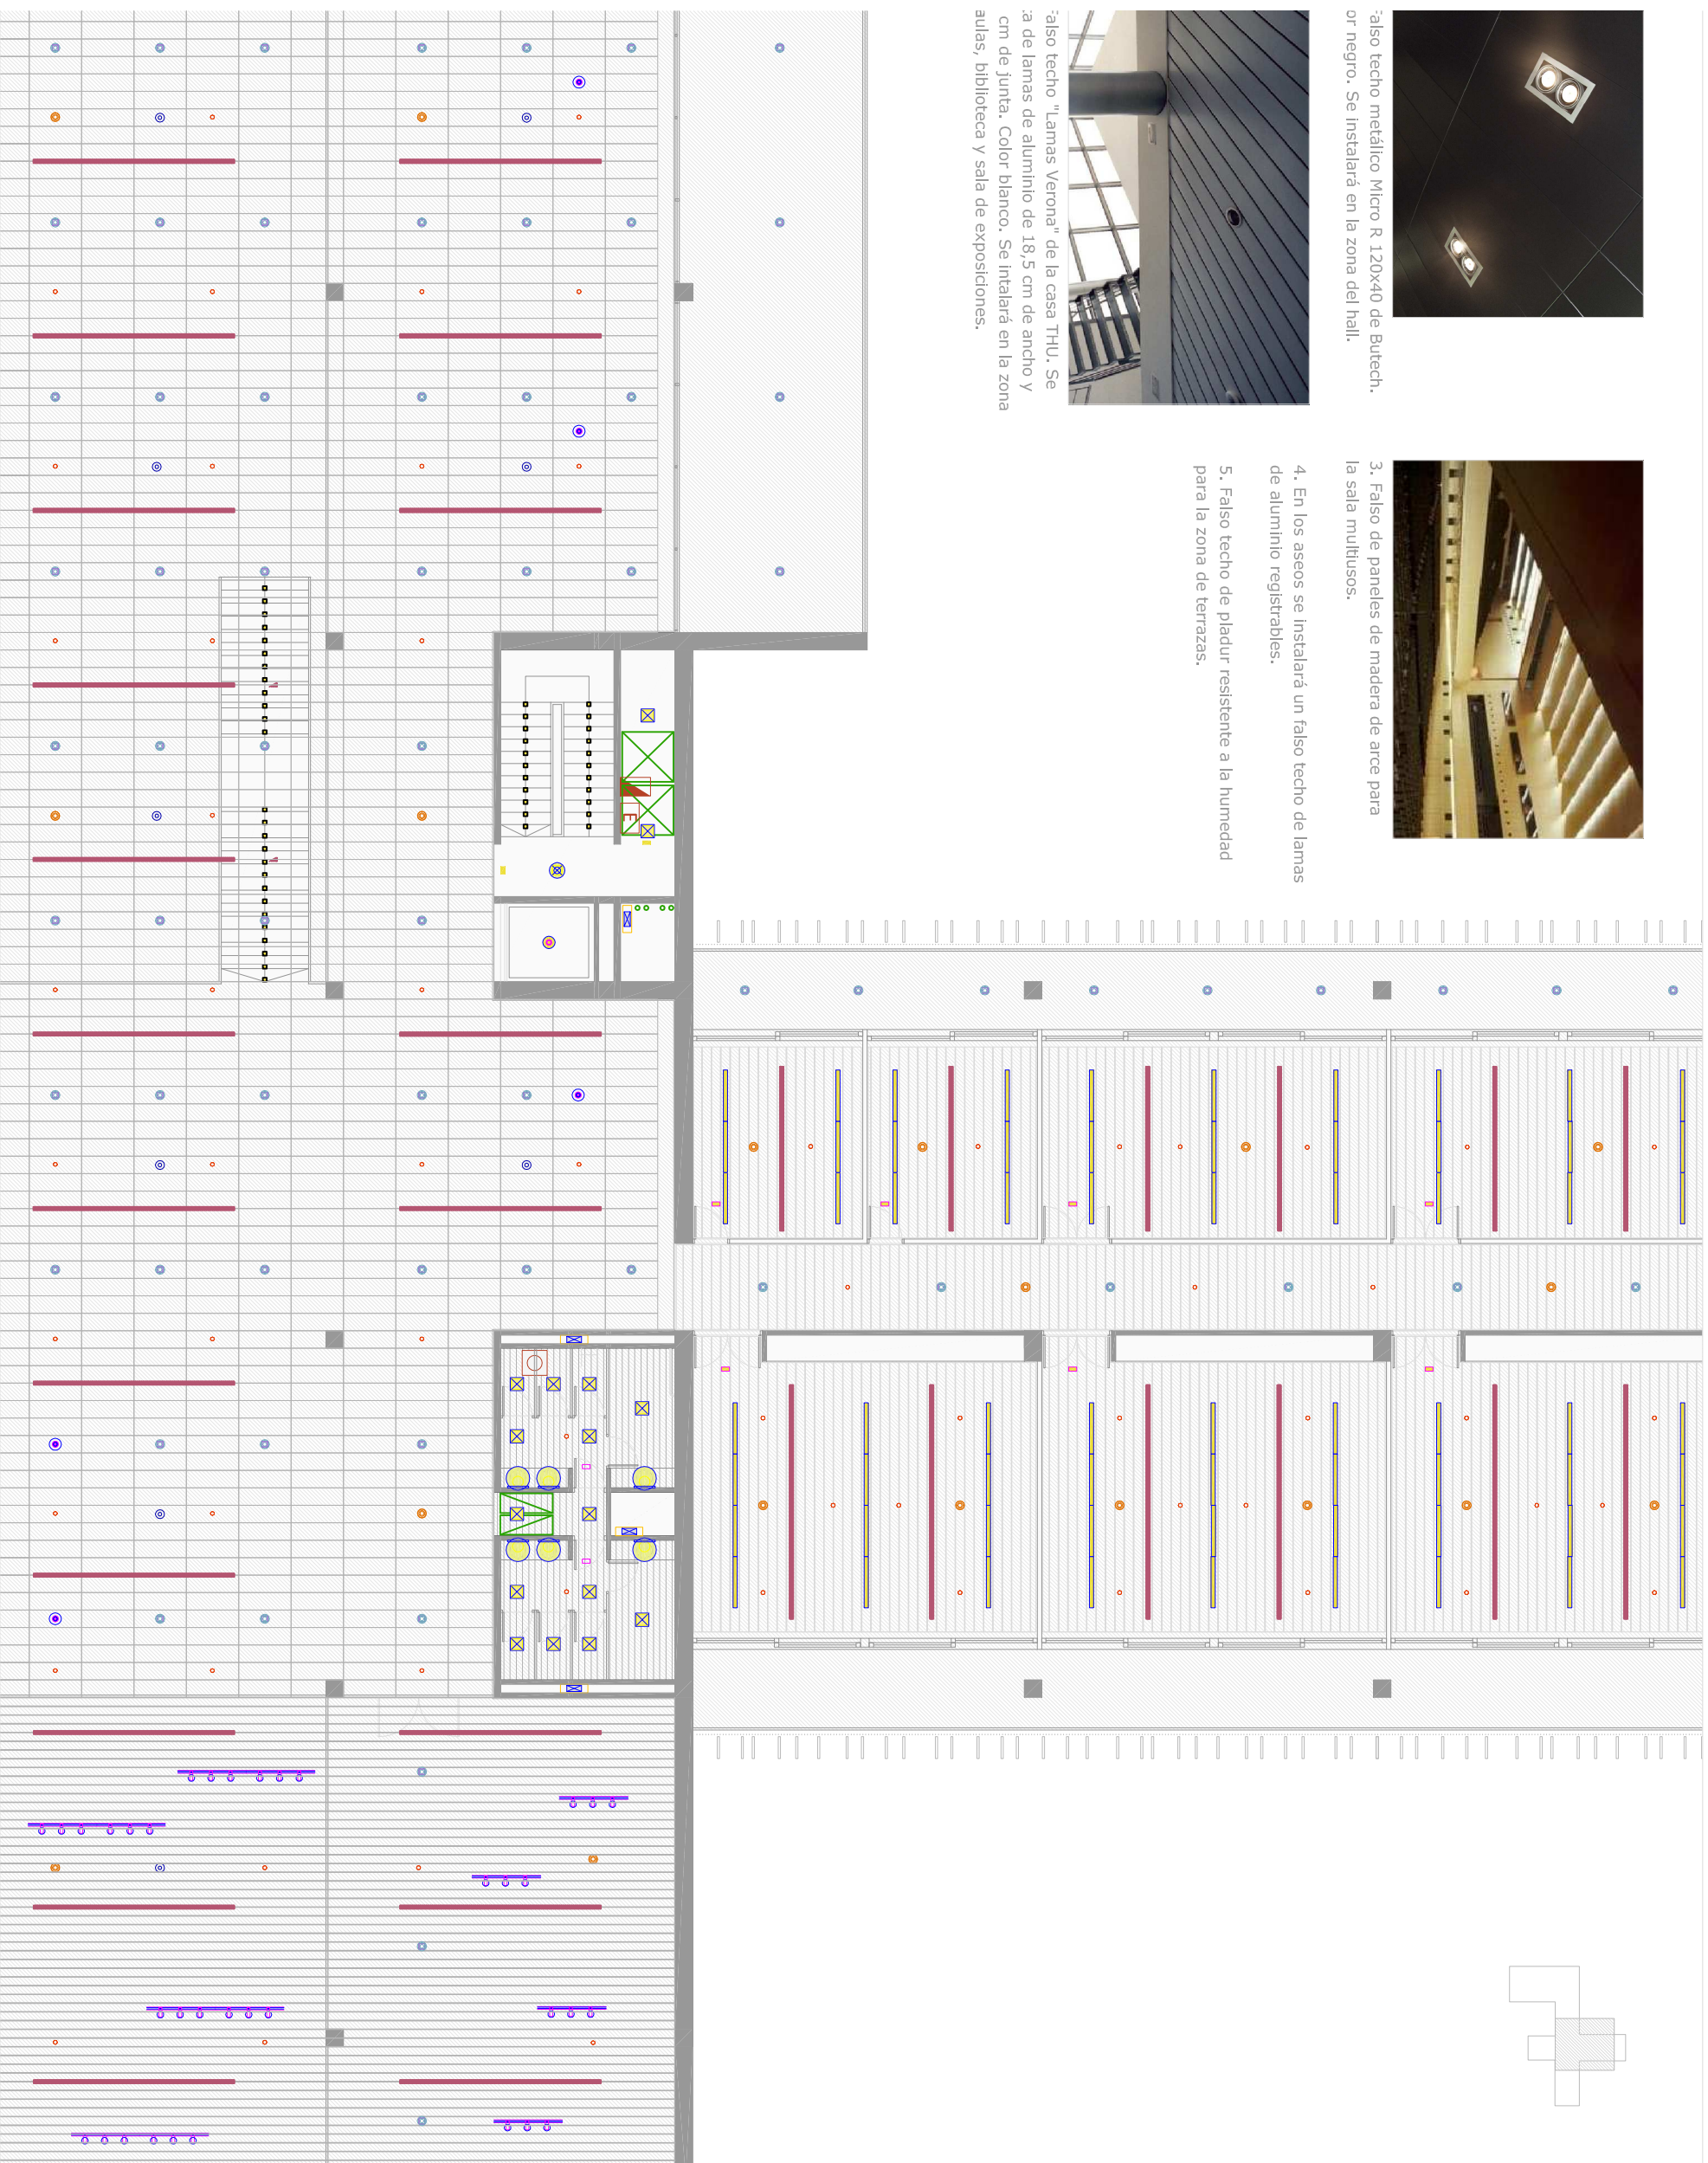 also techo metálico Micro R 120x40 de Butech.
or negro. Se instalará en la zona del hall.
also techo "Lamas Verona" de la casa THU. Se
a de lamas de aluminio de 18,5 cm de ancho y
cm de junta. Color blanco. Se intalará en la zona
aulas, biblioteca y sala de exposiciones.
3. Falso de paneles de madera de arce para
la sala multiusos.
4. En los aseos se instalará un falso techo de lamas
de aluminio registrables.
5. Falso techo de pladur resistente a la humedad
para la zona de terrazas.
E